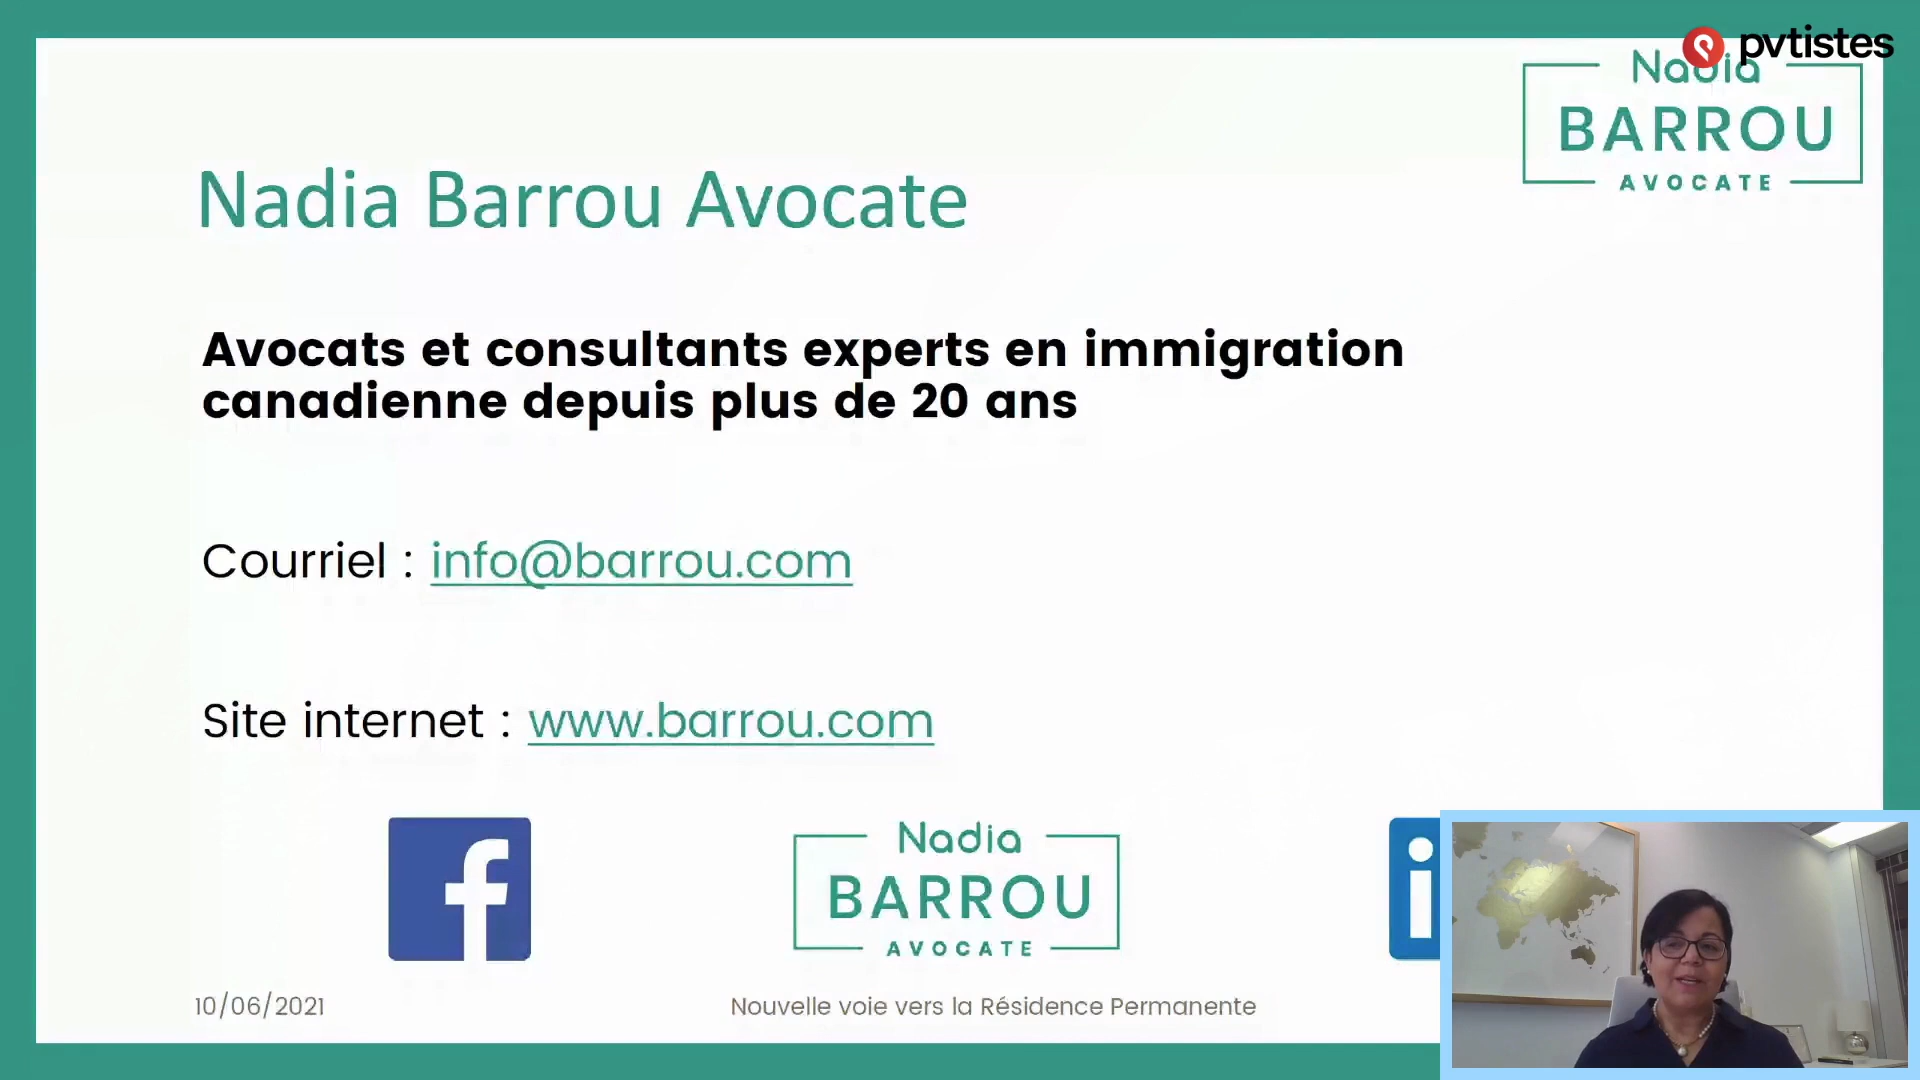 pvtistes
Nadia
BARROU
AVOCATE
Nadia Barrou Avocate
Avocats et consultants experts en immigration
canadienne depuis plus de 20 ans
Courriel : info@barrou.com
Site internet : www.barrou.com
f
Nadia
BARROU
AVOCATE
i
10/06/2021
Nouvelle voie vers la Résidence Permanente